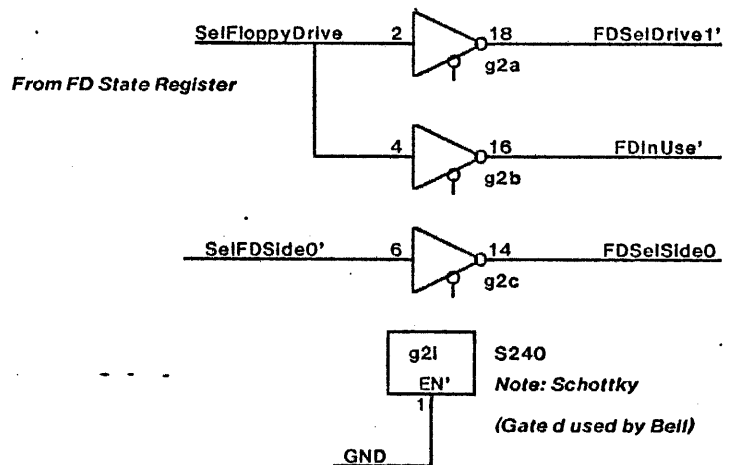 SelFloppyDrive 2 18 FDSelDrive1'
g2a
From FD State Register
4 16 FDInUse'
g2b
SelFDSide0' 6 14 FDSelSide0
g2c
g2i S240
EN' Note: Schottky
1
(Gate d used by Bell)
GND